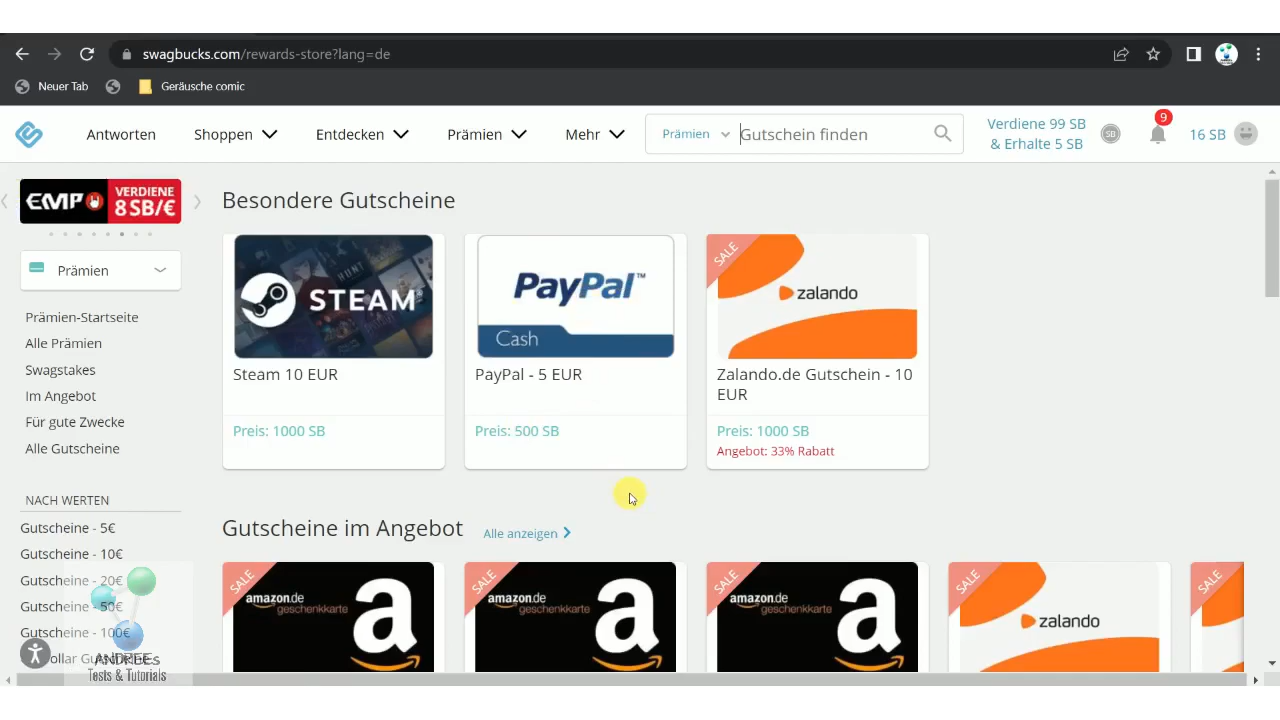 swagbucks.com/rewards-store?lang=de
Neuer Tab
Geräusche comic
Antworten
Shoppen
Entdecken
Prämien
Mehr
Prämien
Gutschein finden
Verdiene 99 SB
& Erhalte 5 SB
SB
9
16 SB
EMP
VERDIENE
8 SB/€
Prämien
Prämien-Startseite
Alle Prämien
Swagstakes
Im Angebot
Für gute Zwecke
Alle Gutscheine
NACH WERTEN
Gutscheine - 5€
Gutscheine - 10€
Gutscheine - 20€
Gutscheine - 50€
Gutscheine - 100€
ANDREEs
Tests & Tutorials
Besondere Gutscheine
STEAM
Steam 10 EUR
Preis: 1000 SB
PayPal™
Cash
PayPal - 5 EUR
Preis: 500 SB
SALE
zalando
Zalando.de Gutschein - 10
EUR
Preis: 1000 SB
Angebot: 33% Rabatt
Gutscheine im Angebot
Alle anzeigen
SALE
amazon.de
geschenkkarte
a
SALE
amazon.de
geschenkkarte
a
SALE
amazon.de
geschenkkarte
a
SALE
zalando
SALE